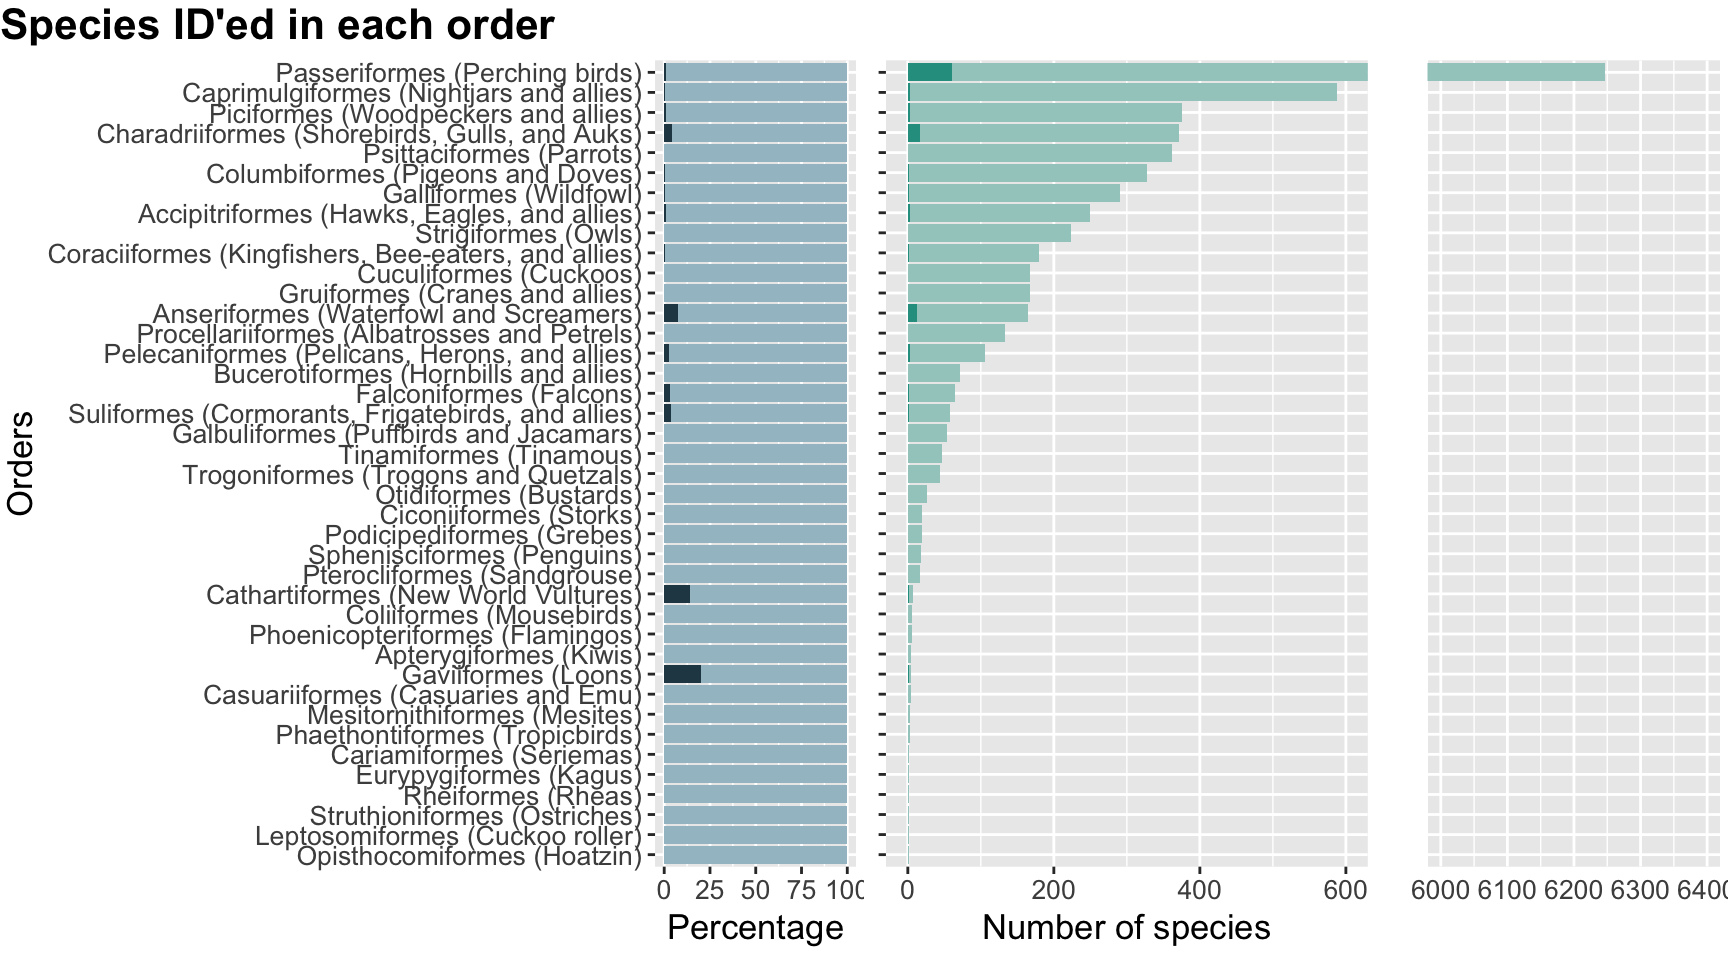 Species ID'ed in each order
Passeriformes (Perching birds)
Caprimulgiformes (Nightjars and allies)
Piciformes (Woodpeckers and allies)
Charadriiformes (Shorebirds, Gulls, and Auks)
Psittaciformes (Parrots)
Columbiformes (Pigeons and Doves)
Galliformes (Wildfowl)
Accipitriformes (Hawks, Eagles, and allies)
Strigiformes (Owls)
Coraciiformes (Kingfishers, Bee-eaters, and allies)
Cuculiformes (Cuckoos)
Gruiformes (Cranes and allies)
Anseriformes (Waterfowl and Screamers)
Procellariiformes (Albatrosses and Petrels)
Pelecaniformes (Pelicans, Herons, and allies)
Bucerotiformes (Hornbills and allies)
Falconiformes (Falcons)
Suliformes (Cormorants, Frigatebirds, and allies)
Galbuliformes (Puffbirds and Jacamars)
Tinamiformes (Tinamous)
Trogoniformes (Trogons and Quetzals)
Otidiformes (Bustards)
Ciconiiformes (Storks)
Podicipediformes (Grebes)
Sphenisciformes (Penguins)
Pterocliformes (Sandgrouse)
Cathartiformes (New World Vultures)
Coliiformes (Mousebirds)
Phoenicopteriformes (Flamingos)
Apterygiformes (Kiwis)
Gaviiformes (Loons)
Casuariiformes (Casuaries and Emu)
Mesitornithiformes (Mesites)
Phaethontiformes (Tropicbirds)
Cariamiformes (Seriemas)
Eurypygiformes (Kagus)
Rheiformes (Rheas)
Struthioniformes (Ostriches)
Leptosomiformes (Cuckoo roller)
Opisthocomiformes (Hoatzin)
Orders
0 25 50 75 100
Percentage
0 200 400 600
Number of species
6000 6100 6200 6300 6400